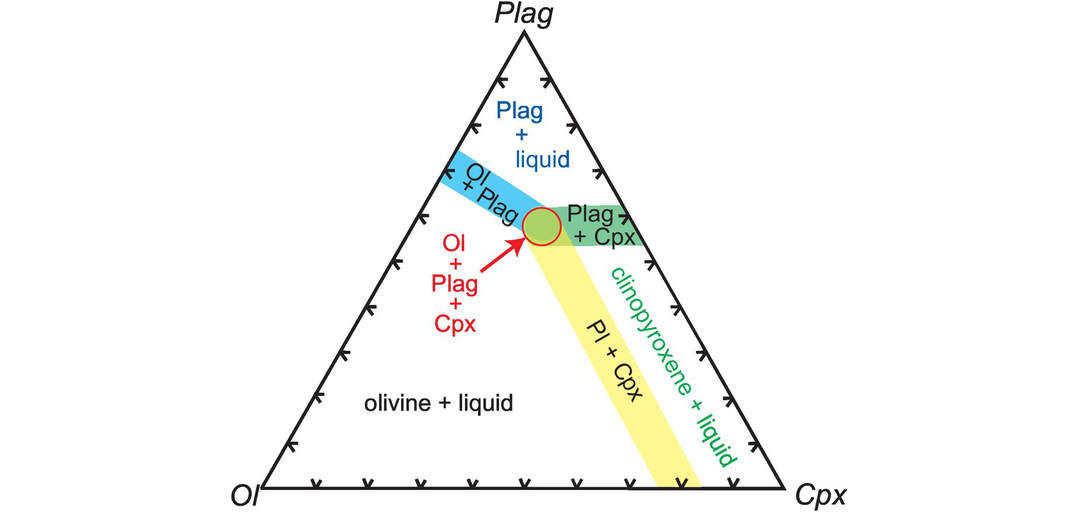 Plag
Plag
+
liquid
Ol
+ Plag
Plag
+ Cpx
Ol
+
Plag
+
Cpx
clinopyroxene + liquid
Pl + Cpx
olivine + liquid
Ol
Cpx